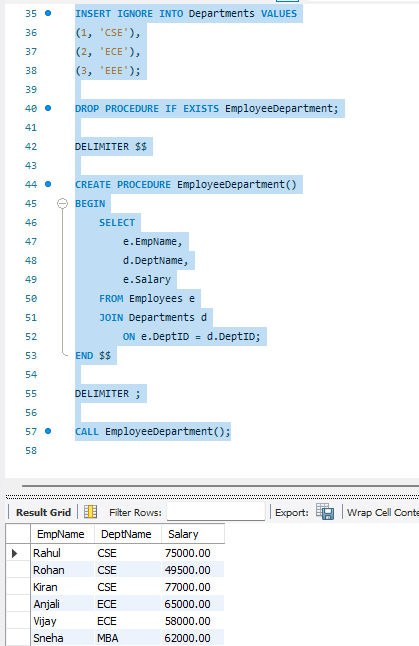 35 INSERT IGNORE INTO Departments VALUES
36 (1, 'CSE'),
37 (2, 'ECE'),
38 (3, 'EEE');
39
40 DROP PROCEDURE IF EXISTS EmployeeDepartment;
41
42 DELIMITER $$
43
44 CREATE PROCEDURE EmployeeDepartment()
45 BEGIN
46 SELECT
47 e.EmpName,
48 d.DeptName,
49 e.Salary
50 FROM Employees e
51 JOIN Departments d
52 ON e.DeptID = d.DeptID;
53 END $$
54
55 DELIMITER ;
56
57 CALL EmployeeDepartment();
58
Result Grid Filter Rows: Export: Wrap Cell Conte
EmpName DeptName Salary
Rahul CSE 75000.00
Rohan CSE 49500.00
Kiran CSE 77000.00
Anjali ECE 65000.00
Vijay ECE 58000.00
Sneha MBA 62000.00